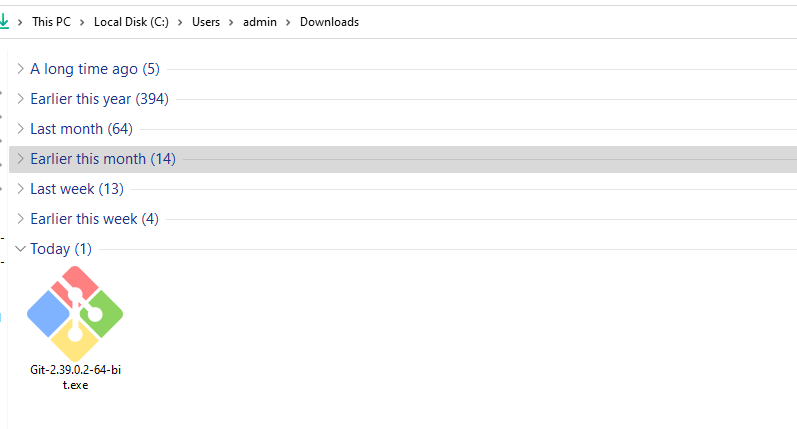 This PC > Local Disk (C:) > Users > admin > Downloads
A long time ago (5)
Earlier this year (394)
Last month (64)
Earlier this month (14)
Last week (13)
Earlier this week (4)
Today (1)
Git-2.39.0.2-64-bi
t.exe